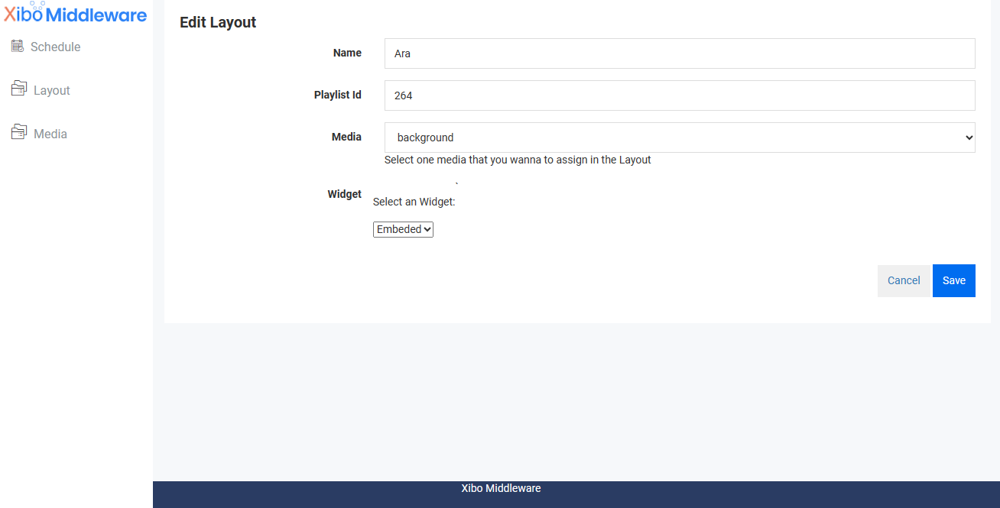 Xibo Middleware
Edit Layout
Schedule
Layout
Media
Name
Ara
Playlist Id
264
Media
background
Select one media that you wanna to assign in the Layout
`
Widget
Select an Widget:
Embeded
Cancel
Save
Xibo Middleware